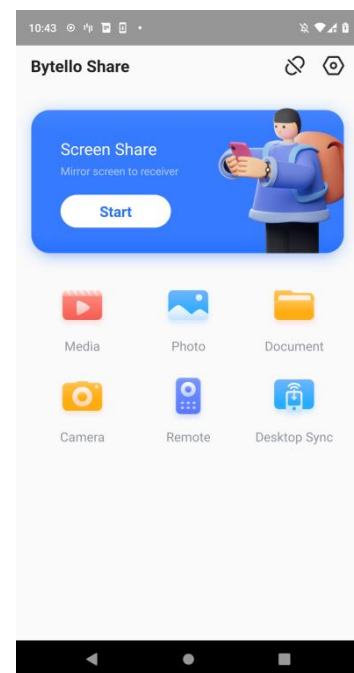 10:43
Bytello Share
Screen Share
Mirror screen to receiver
Start
Media Photo Document
Camera Remote Desktop Sync